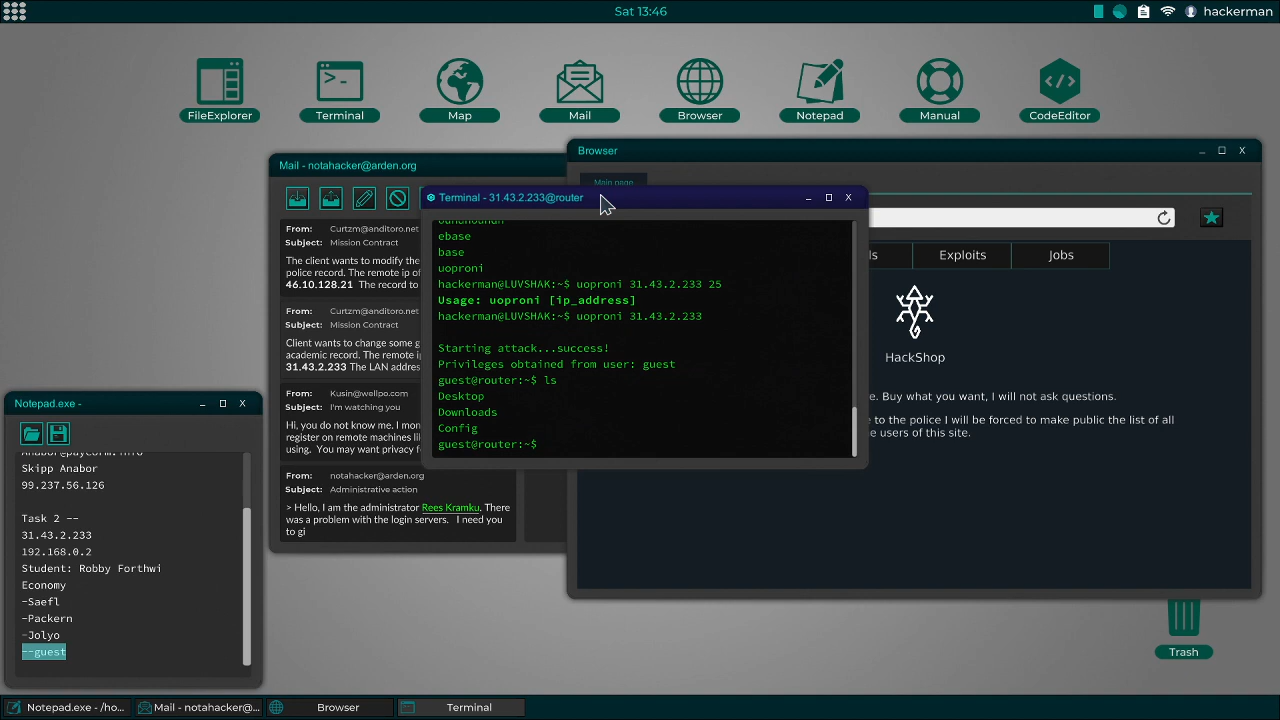 Sat 13:46
hackerman
FileExplorer
Terminal
Map
Mail
Browser
Notepad
Manual
CodeEditor
Browser
Main page
Exploits
Jobs
HackShop
e. Buy what you want, I will not ask questions.
e to the police I will be forced to make public the list of all
e users of this site.
Mail - notahacker@arden.org
From: Curtzm@anditoro.net
Subject: Mission Contract
The client wants to modify the
police record. The remote ip of
46.10.128.21 The record to
From: Curtzm@anditoro.net
Subject: Mission Contract
Client wants to change some g
academic record. The remote ip
31.43.2.233 The LAN addres
From: Kusin@wellpo.com
Subject: I'm watching you
Hi, you do not know me. I mon
register on remote machines li
using. You may want privacy f
From: notahacker@arden.org
Subject: Administrative action
> Hello, I am the administrator Rees Kramku. There
was a problem with the login servers. I need you
to gi
Terminal - 31.43.2.233@router
ebase
base
uoproni
hackerman@LUVSHAK:~$ uoproni 31.43.2.233 25
Usage: uoproni [ip_address]
hackerman@LUVSHAK:~$ uoproni 31.43.2.233
Starting attack...success!
Privileges obtained from user: guest
guest@router:~$ ls
Desktop
Downloads
Config
guest@router:~$
Notepad.exe -
Skipp Anabor
99.237.56.126
Task 2 --
31.43.2.233
192.168.0.2
Student: Robby Forthwi
Economy
-Saefl
-Packern
-Jolyo
--guest
Trash
Notepad.exe - /ho...
Mail - notahacker@...
Browser
Terminal